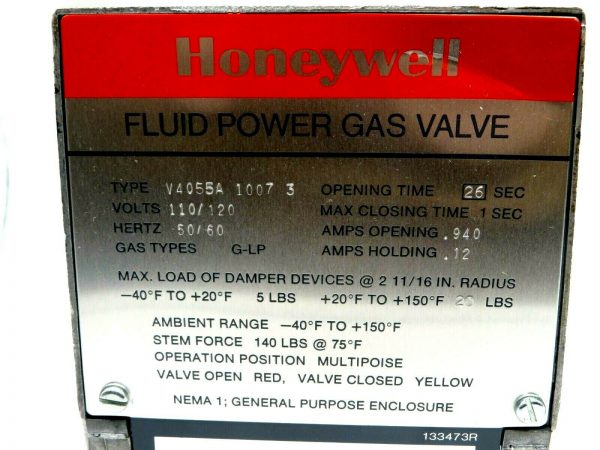 Honeywell
FLUID POWER GAS VALVE
TYPE V4055A 1007 3 OPENING TIME 26 SEC
VOLTS 110/120 MAX CLOSING TIME .1 SEC
HERTZ 50/60 AMPS OPENING .940
GAS TYPES G-LP AMPS HOLDING .12
MAX. LOAD OF DAMPER DEVICES @ 2 11/16 IN. RADIUS
−40°F TO +20°F 5 LBS +20°F TO +150°F 20 LBS
AMBIENT RANGE −40°F TO +150°F
STEM FORCE 140 LBS @ 75°F
OPERATION POSITION MULTIPOISE
VALVE OPEN RED, VALVE CLOSED YELLOW
NEMA 1; GENERAL PURPOSE ENCLOSURE
133473R